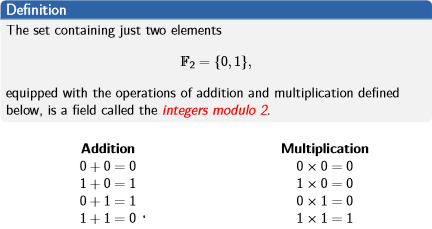 Definition
The set containing just two elements
𝔽₂ = {0, 1},
equipped with the operations of addition and multiplication defined
below, is a field called the integers modulo 2.
Addition Multiplication
0 + 0 = 0 0 × 0 = 0
1 + 0 = 1 1 × 0 = 0
0 + 1 = 1 0 × 1 = 0
1 + 1 = 0 1 × 1 = 1